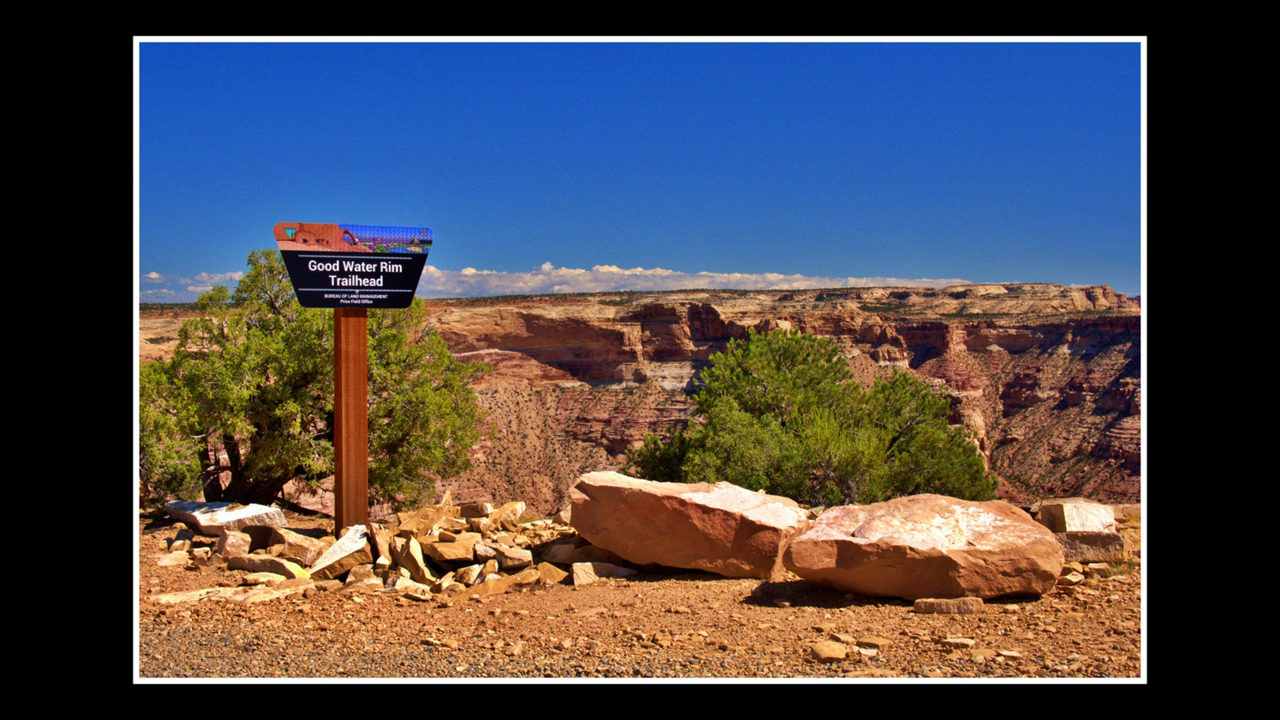 Good Water Rim
Trailhead
BUREAU OF LAND MANAGEMENT
Price Field Office